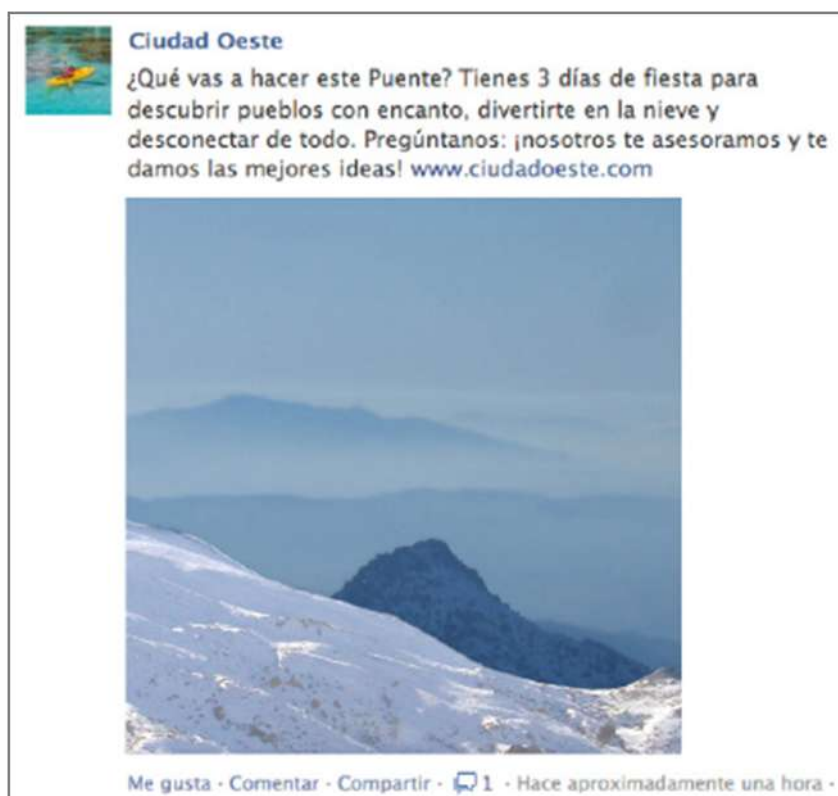 Ciudad Oeste
¿Qué vas a hacer este Puente? Tienes 3 días de fiesta para
descubrir pueblos con encanto, divertirte en la nieve y
desconectar de todo. Pregúntanos: ¡nosotros te asesoramos y te
damos las mejores ideas! www.ciudadoeste.com
Me gusta · Comentar · Compartir · 1 · Hace aproximadamente una hora ·